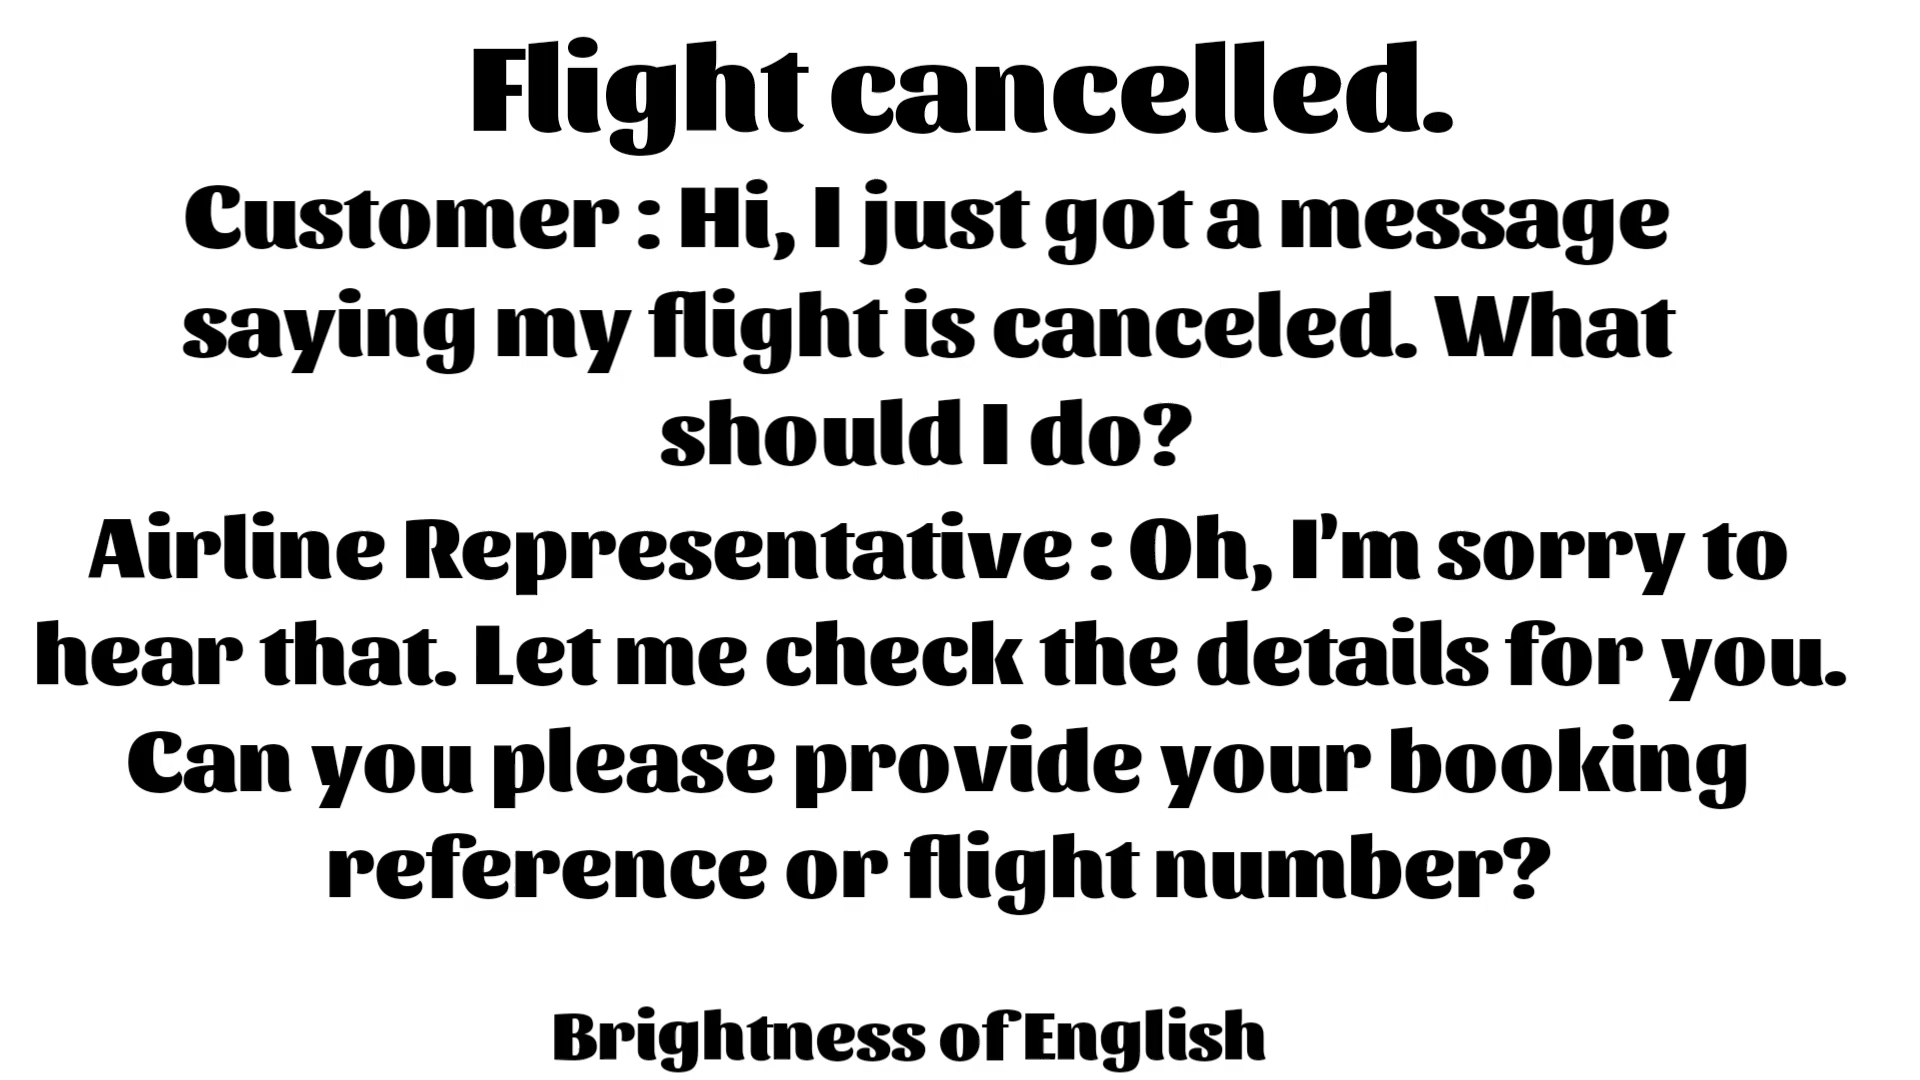 Flight cancelled.
Customer : Hi, I just got a message
saying my flight is canceled. What
should I do?
Airline Representative : Oh, I'm sorry to
hear that. Let me check the details for you.
Can you please provide your booking
reference or flight number?
Brightness of English